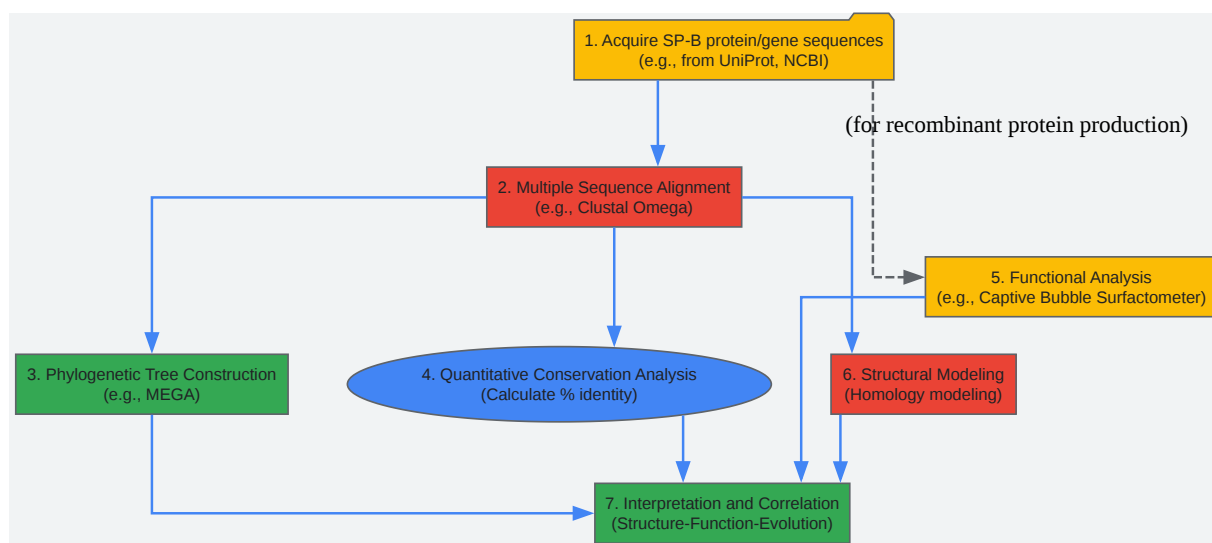 1. Acquire SP-B protein/gene sequences
(e.g., from UniProt, NCBI)
(for recombinant protein production)
2. Multiple Sequence Alignment
(e.g., Clustal Omega)
5. Functional Analysis
(e.g., Captive Bubble Surfactometer)
3. Phylogenetic Tree Construction
(e.g., MEGA)
4. Quantitative Conservation Analysis
(Calculate % identity)
6. Structural Modeling
(Homology modeling)
7. Interpretation and Correlation
(Structure-Function-Evolution)